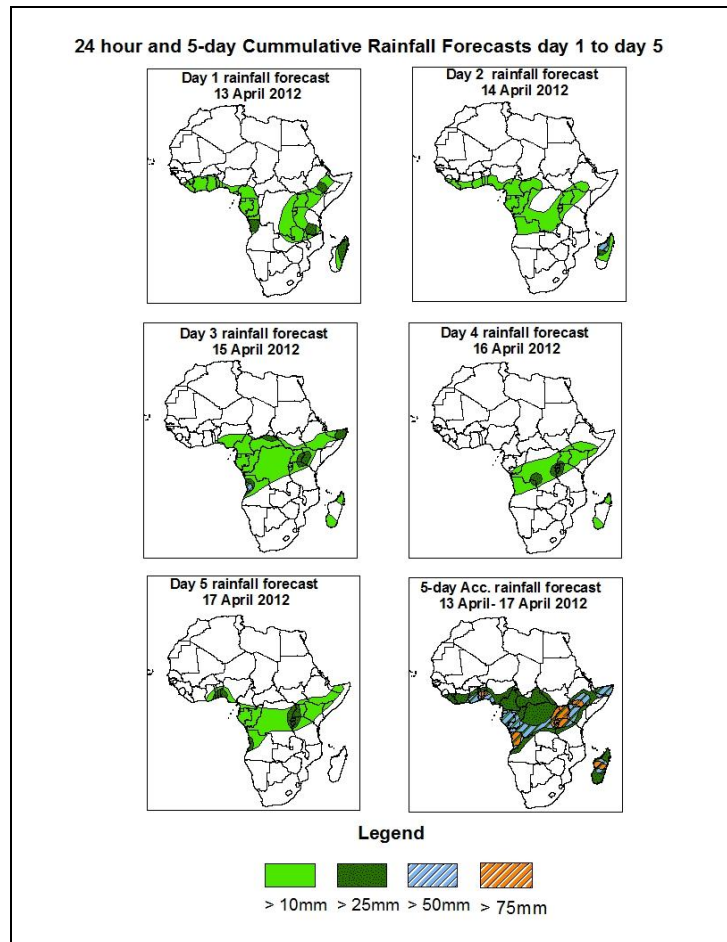 24 hour and 5-day Cummulative Rainfall Forecasts day 1 to day 5
Day 1 rainfall forecast
13 April 2012
Day 2 rainfall forecast
14 April 2012
Day 3 rainfall forecast
15 April 2012
Day 4 rainfall forecast
16 April 2012
Day 5 rainfall forecast
17 April 2012
5-day Acc. rainfall forecast
13 April- 17 April 2012
Legend
> 10mm > 25mm > 50mm > 75mm